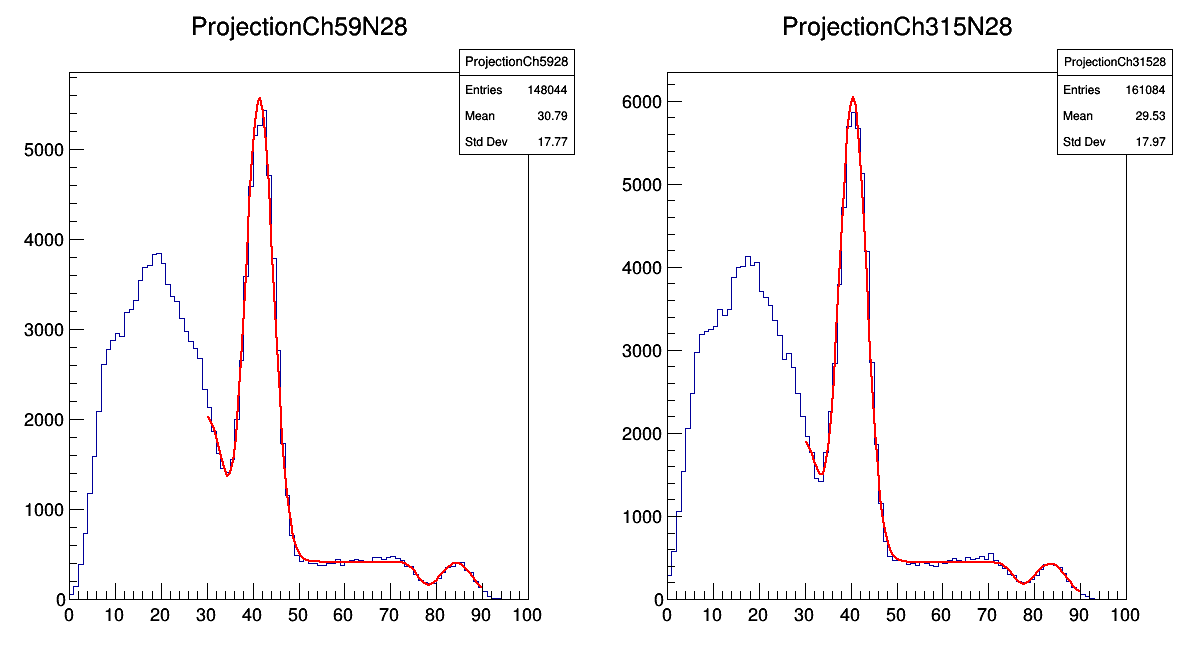 ProjectionCh59N28
ProjectionCh5928
Entries 148044
Mean 30.79
Std Dev 17.77
5000
4000
3000
2000
1000
0
0 10 20 30 40 50 60 70 80 90 100
ProjectionCh315N28
ProjectionCh31528
Entries 161084
Mean 29.53
Std Dev 17.97
6000
5000
4000
3000
2000
1000
0
0 10 20 30 40 50 60 70 80 90 100